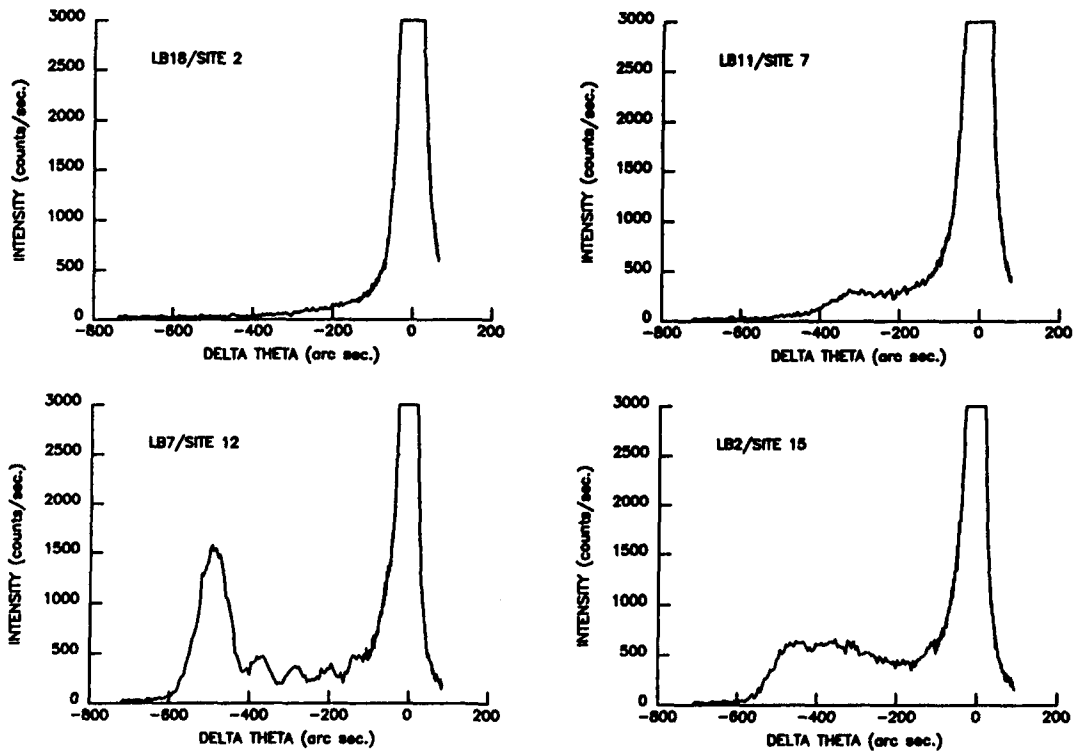 LB18/SITE 2
INTENSITY (counts/sec.)
3000
2500
2000
1500
1000
500
0
-800 -600 -400 -200 0 200
DELTA THETA (arc sec.)
LB11/SITE 7
INTENSITY (counts/sec.)
3000
2500
2000
1500
1000
500
0
-800 -600 -400 -200 0 200
DELTA THETA (arc sec.)
LB7/SITE 12
INTENSITY (counts/sec.)
3000
2500
2000
1500
1000
500
0
-800 -600 -400 -200 0 200
DELTA THETA (arc sec.)
LB2/SITE 15
INTENSITY (counts/sec.)
3000
2500
2000
1500
1000
500
0
-800 -600 -400 -200 0 200
DELTA THETA (arc sec.)